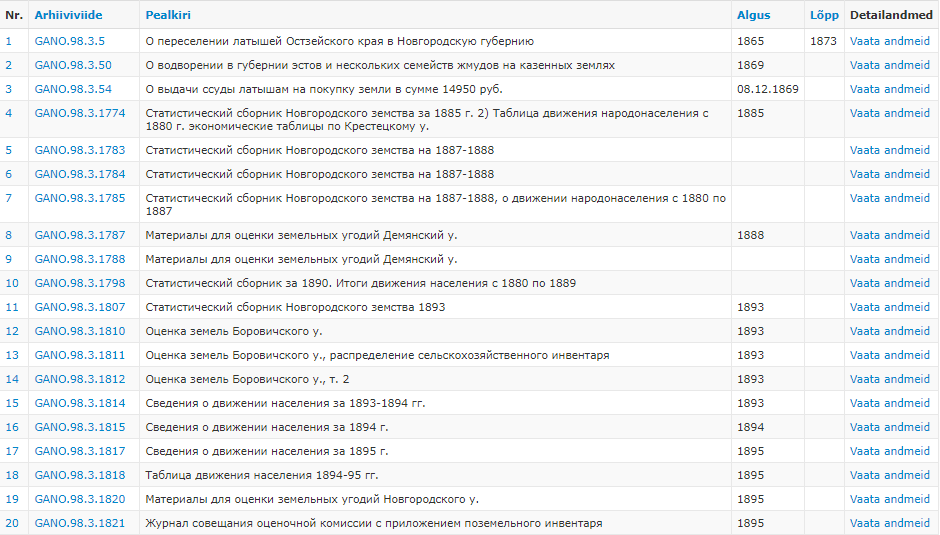 Nr. Arhiiviviide Pealkiri Algus Lõpp Detailandmed
1 GANO.98.3.5 О переселении латышей Остзейского края в Новгородскую губернию 1865 1873 Vaata andmeid
2 GANO.98.3.50 О водворении в губернии эстов и нескольких семейств жмудов на казенных землях 1869 Vaata andmeid
3 GANO.98.3.54 О выдачи ссуды латышам на покупку земли в сумме 14950 руб. 08.12.1869 Vaata andmeid
4 GANO.98.3.1774 Статистический сборник Новгородского земства за 1885 г. 2) Таблица движения народонаселения с 1885 Vaata andmeid
1880 г. экономические таблицы по Крестецкому у.
5 GANO.98.3.1783 Статистический сборник Новгородского земства на 1887-1888 Vaata andmeid
6 GANO.98.3.1784 Статистический сборник Новгородского земства на 1887-1888 Vaata andmeid
7 GANO.98.3.1785 Статистический сборник Новгородского земства на 1887-1888, о движении народонаселения с 1880 по Vaata andmeid
1887
8 GANO.98.3.1787 Материалы для оценки земельных угодий Демянский у. 1888 Vaata andmeid
9 GANO.98.3.1788 Материалы для оценки земельных угодий Демянский у. Vaata andmeid
10 GANO.98.3.1798 Статистический сборник за 1890. Итоги движения населения с 1880 по 1889 Vaata andmeid
11 GANO.98.3.1807 Статистический сборник Новгородского земства 1893 1893 Vaata andmeid
12 GANO.98.3.1810 Оценка земель Боровичского у. 1893 Vaata andmeid
13 GANO.98.3.1811 Оценка земель Боровичского у., распределение сельскохозяйственного инвентаря 1893 Vaata andmeid
14 GANO.98.3.1812 Оценка земель Боровичского у., т. 2 1893 Vaata andmeid
15 GANO.98.3.1814 Сведения о движении населения за 1893-1894 гг. 1893 Vaata andmeid
16 GANO.98.3.1815 Сведения о движении населения за 1894 г. 1894 Vaata andmeid
17 GANO.98.3.1817 Сведения о движении населения за 1895 г. 1895 Vaata andmeid
18 GANO.98.3.1818 Таблица движения населения 1894-95 гг. 1895 Vaata andmeid
19 GANO.98.3.1820 Материалы для оценки земельных угодий Новгородского у. 1895 Vaata andmeid
20 GANO.98.3.1821 Журнал совещания оценочной комиссии с приложением поземельного инвентаря 1895 Vaata andmeid